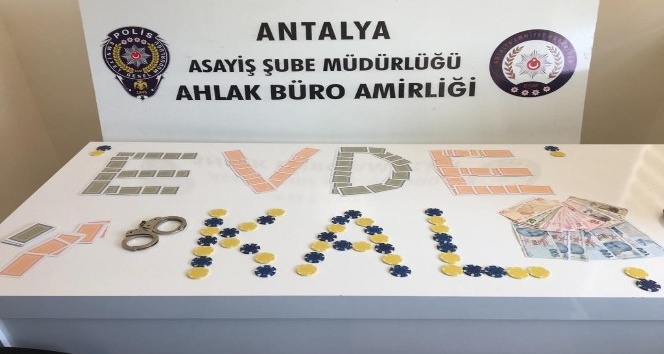 ANTALYA
ASAYİŞ ŞUBE MÜDÜRLÜĞÜ
AHLAK BÜRO AMİRLİĞİ
POLİS
EVDE
KAL